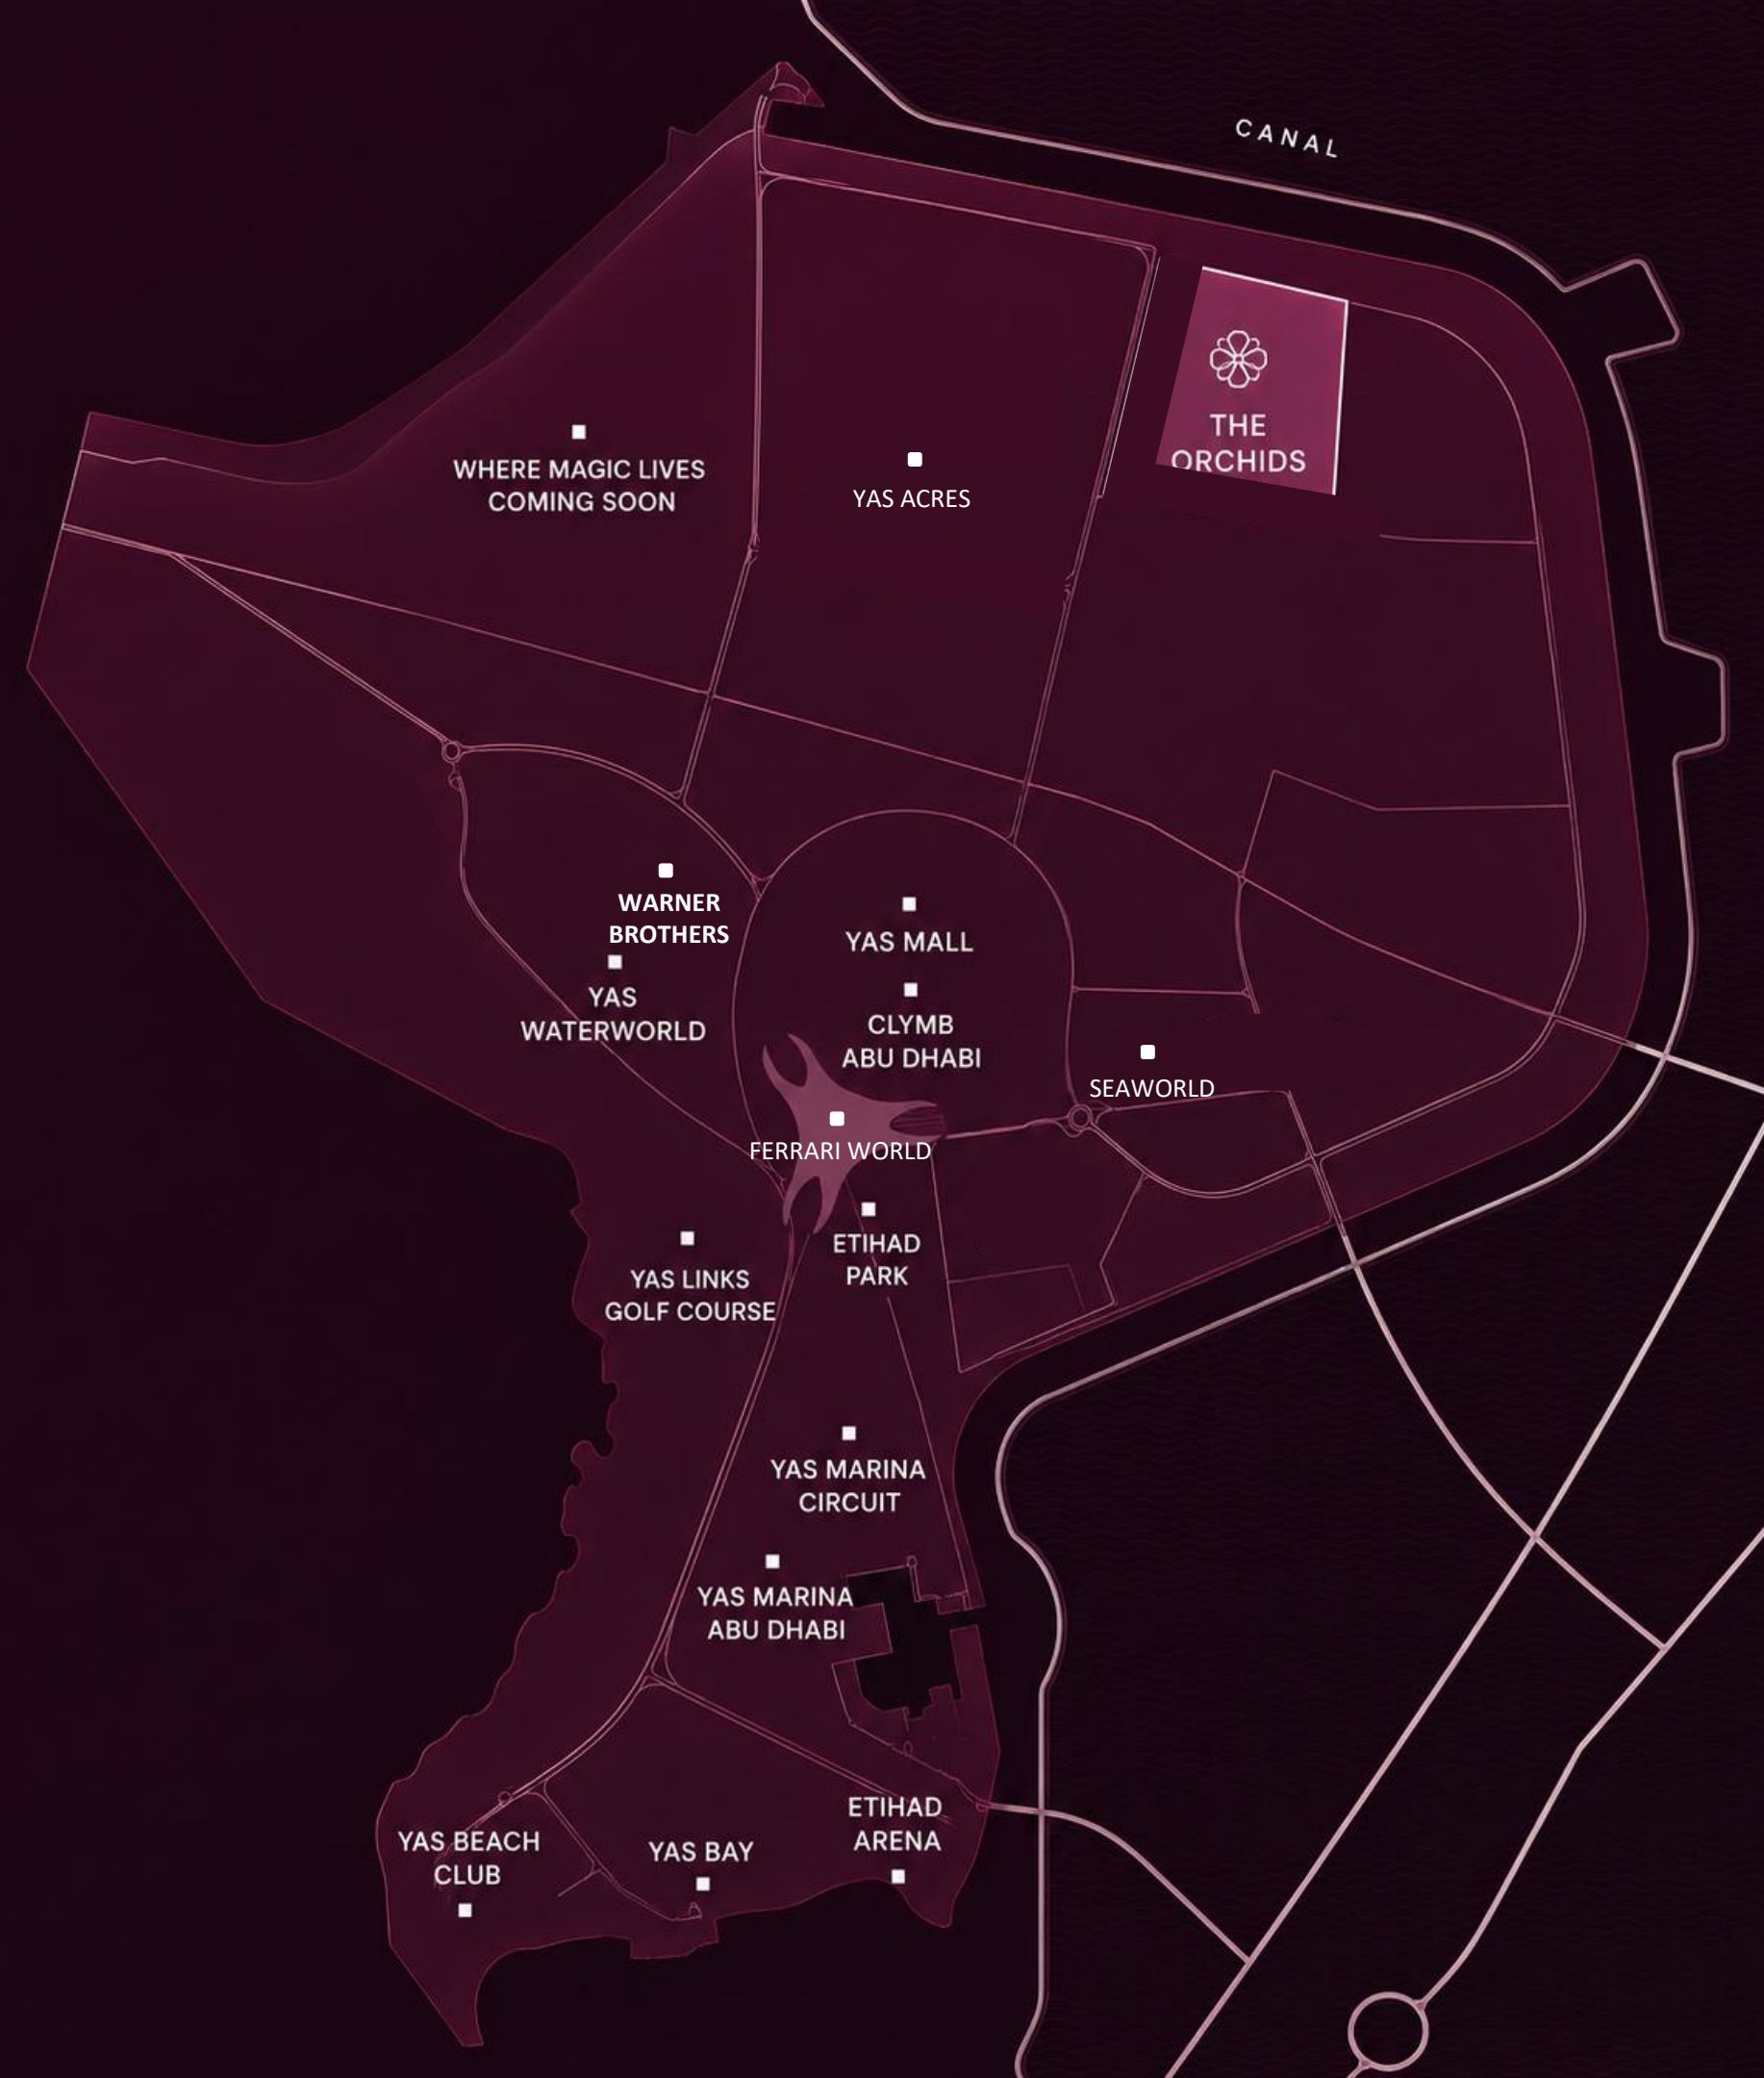 CANAL
THE
ORCHIDS
WHERE MAGIC LIVES
COMING SOON
YAS ACRES
WARNER
BROTHERS
YAS
WATERWORLD
YAS MALL
CLYMB
ABU DHABI
SEAWORLD
FERRARI WORLD
ETIHAD
PARK
YAS LINKS
GOLF COURSE
YAS MARINA
CIRCUIT
YAS MARINA
ABU DHABI
ETIHAD
ARENA
YAS BEACH
CLUB
YAS BAY